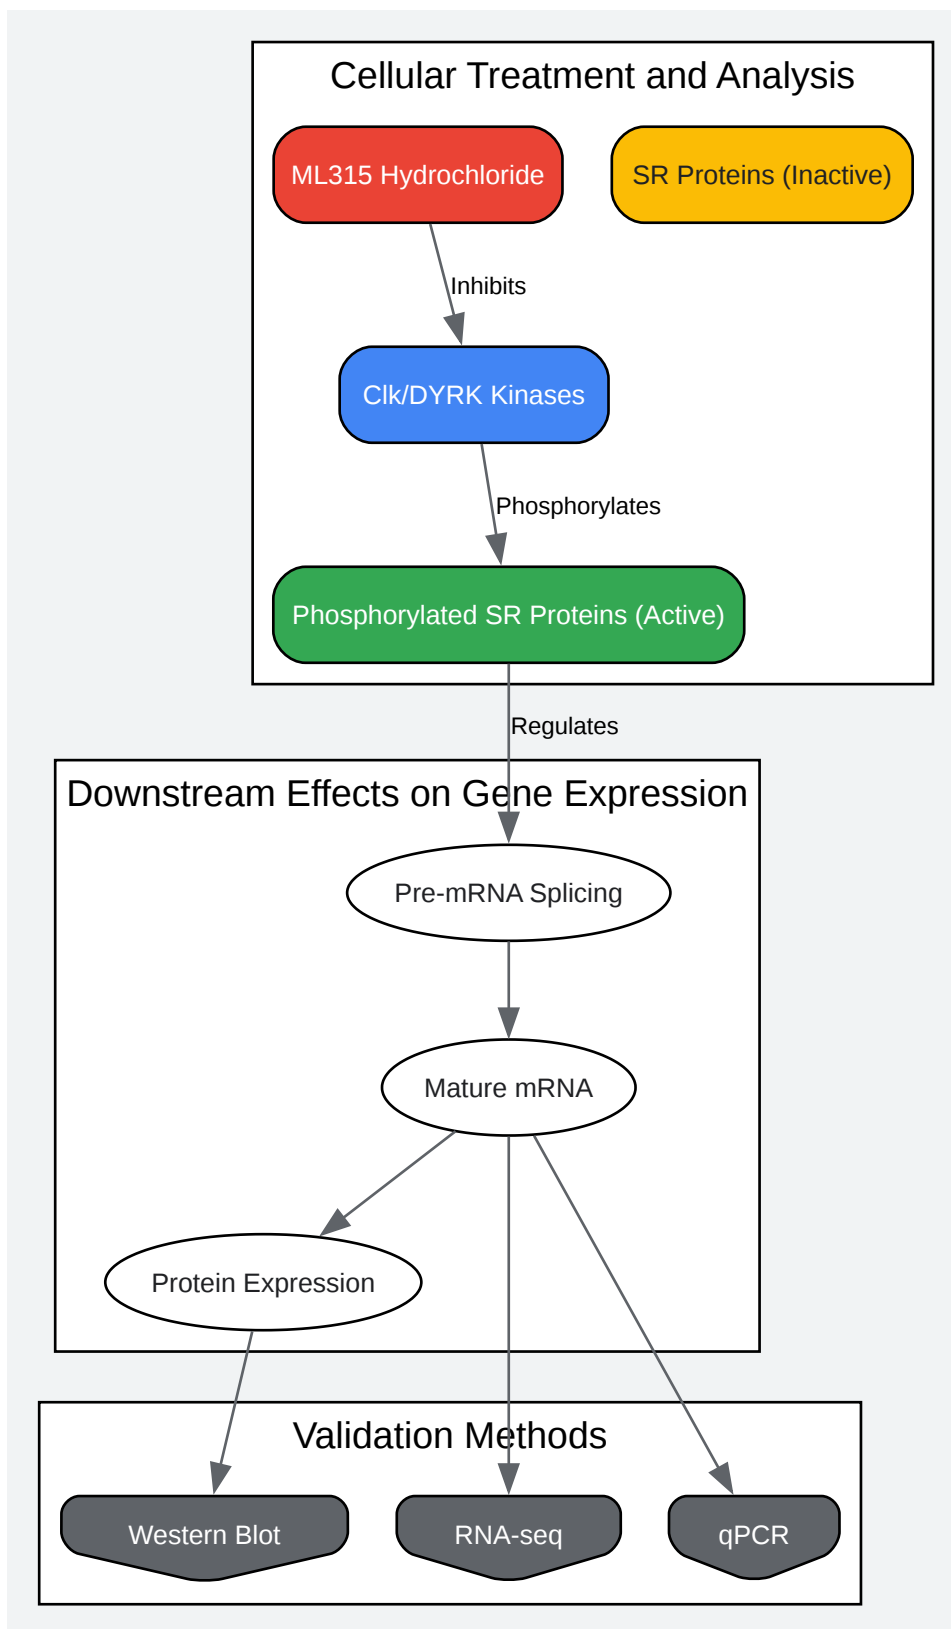 Cellular Treatment and Analysis
ML315 Hydrochloride
SR Proteins (Inactive)
Inhibits
Clk/DYRK Kinases
Phosphorylates
Phosphorylated SR Proteins (Active)
Regulates
Downstream Effects on Gene Expression
Pre-mRNA Splicing
Mature mRNA
Protein Expression
Validation Methods
Western Blot
RNA-seq
qPCR